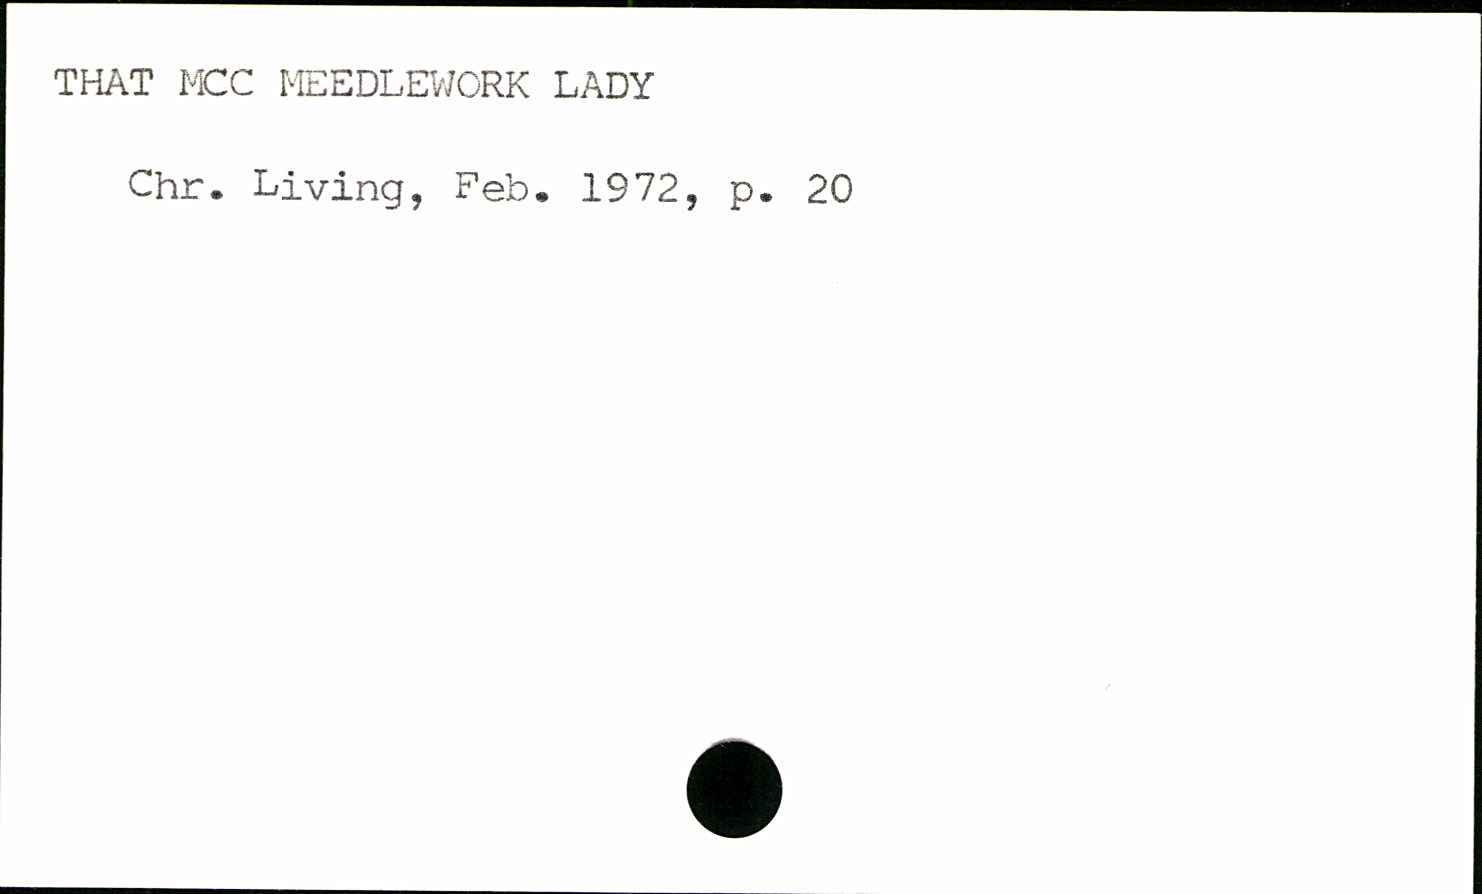 THAT MCC MEEDLEWORK LADY
Chr. Living, Feb. 1972, p. 20